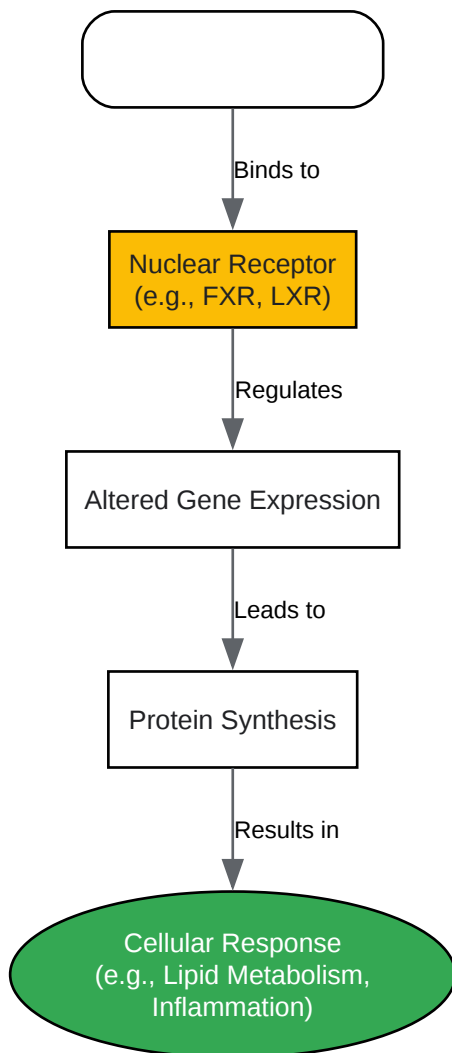 Binds to
Nuclear Receptor
(e.g., FXR, LXR)
Regulates
Altered Gene Expression
Leads to
Protein Synthesis
Results in
Cellular Response
(e.g., Lipid Metabolism,
Inflammation)